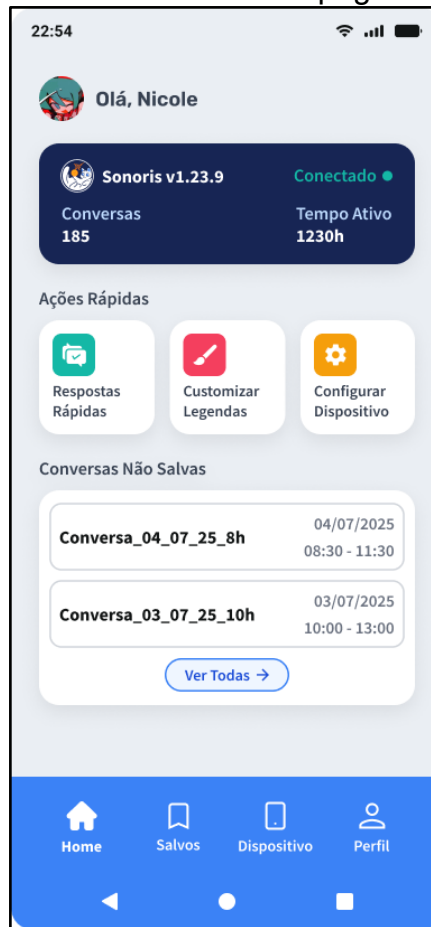 22:54
Olá, Nicole
Sonoris v1.23.9
Conectado
Conversas
Tempo Ativo
185
1230h
Ações Rápidas
Respostas
Rápidas
Customizar
Legendas
Configurar
Dispositivo
Conversas Não Salvas
Conversa_04_07_25_8h
04/07/2025
08:30 - 11:30
Conversa_03_07_25_10h
03/07/2025
10:00 - 13:00
Ver Todas →
Home
Salvos
Dispositivo
Perfil